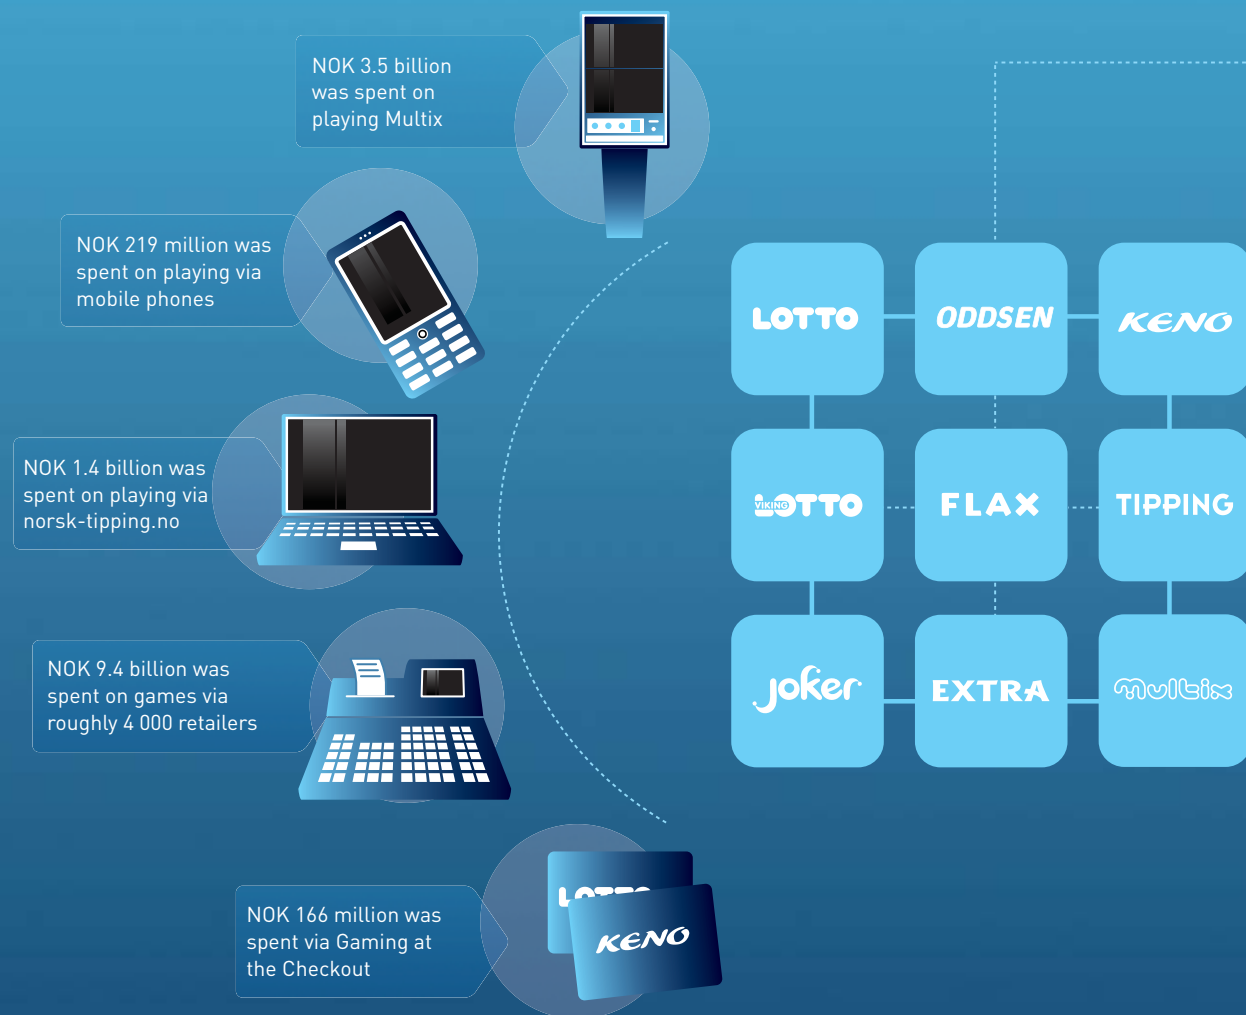 NOK 3.5 billion
was spent on
playing Multix
NOK 219 million was
spent on playing via
mobile phones
NOK 1.4 billion was
spent on playing via
norsk-tipping.no
NOK 9.4 billion was
spent on games via
roughly 4 000 retailers
NOK 166 million was
spent via Gaming at
the Checkout
LOTTO
KENO
LOTTO
ODDSEN
KENO
VIKING
LOTTO
FLAX
TIPPING
joker
EXTRA
multix